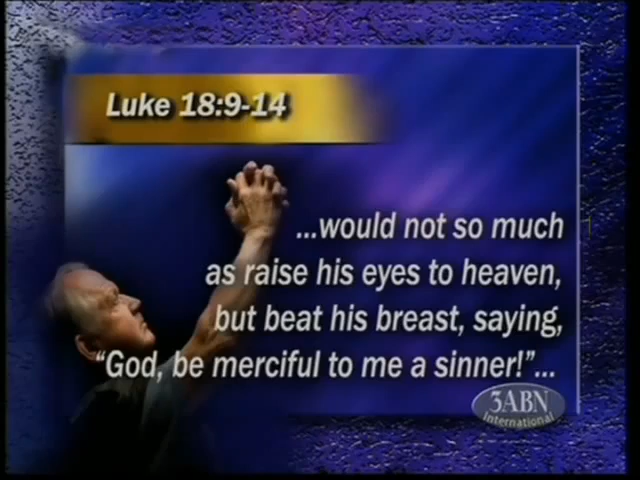 Luke 18:9-14
...would not so much
as raise his eyes to heaven,
but beat his breast, saying,
“God, be merciful to me a sinner!”...
3ABN
International